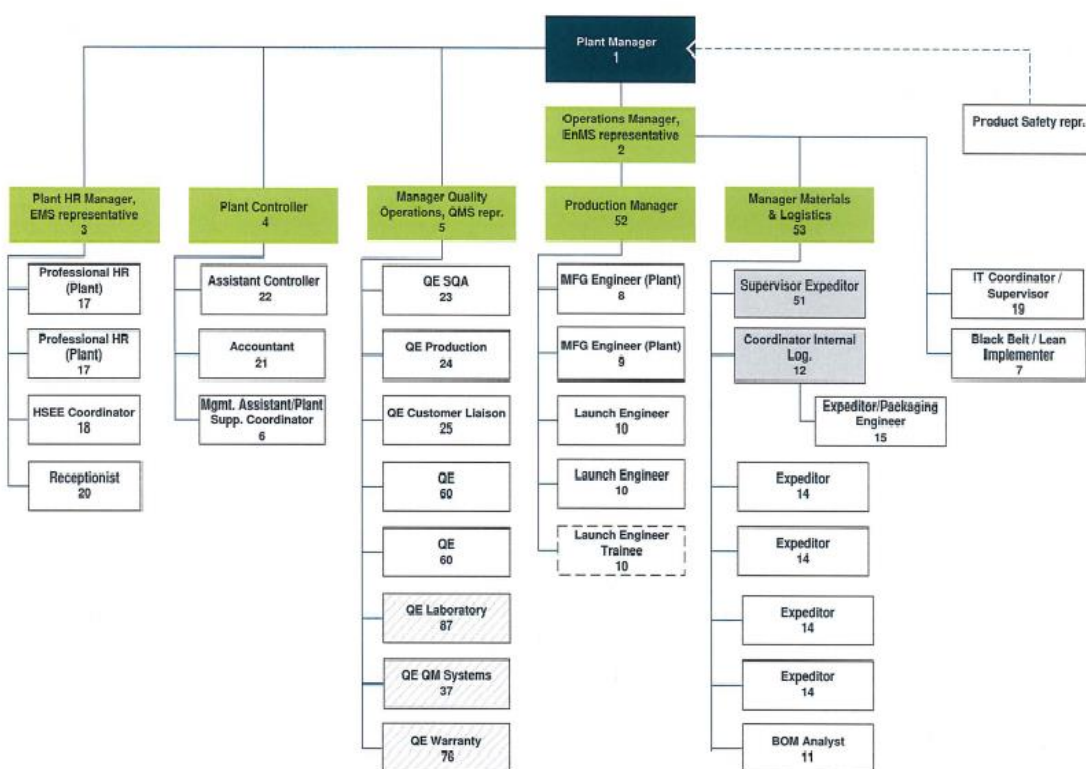 Plant Manager
1
Operations Manager,
EnMS representative
2
Product Safety repr.
Plant HR Manager,
EMS representative
3
Plant Controller
4
Manager Quality
Operations, QMS repr.
5
Production Manager
52
Manager Materials
& Logistics
53
Professional HR
(Plant)
17
Professional HR
(Plant)
17
HSEE Coordinator
18
Receptionist
20
Assistant Controller
22
Accountant
21
Mgmt. Assistant/Plant
Supp. Coordinator
6
QE SQA
23
QE Production
24
QE Customer Liaison
25
QE
60
QE
60
QE Laboratory
87
QE QM Systems
37
QE Warranty
76
MFG Engineer (Plant)
8
MFG Engineer (Plant)
9
Launch Engineer
10
Launch Engineer
10
Launch Engineer
Trainee
10
Supervisor Expeditor
51
Coordinator Internal
Log.
12
Expeditor/Packaging
Engineer
15
Expeditor
14
Expeditor
14
Expeditor
14
Expeditor
14
BOM Analyst
11
IT Coordinator /
Supervisor
19
Black Belt / Lean
Implementer
7